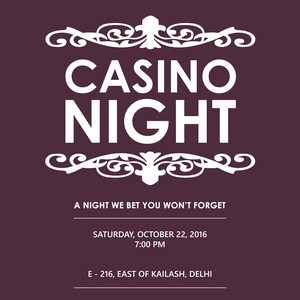 CASINO
NIGHT
A NIGHT WE BET YOU WON'T FORGET
SATURDAY, OCTOBER 22, 2016
7:00 PM
E - 216, EAST OF KAILASH, DELHI